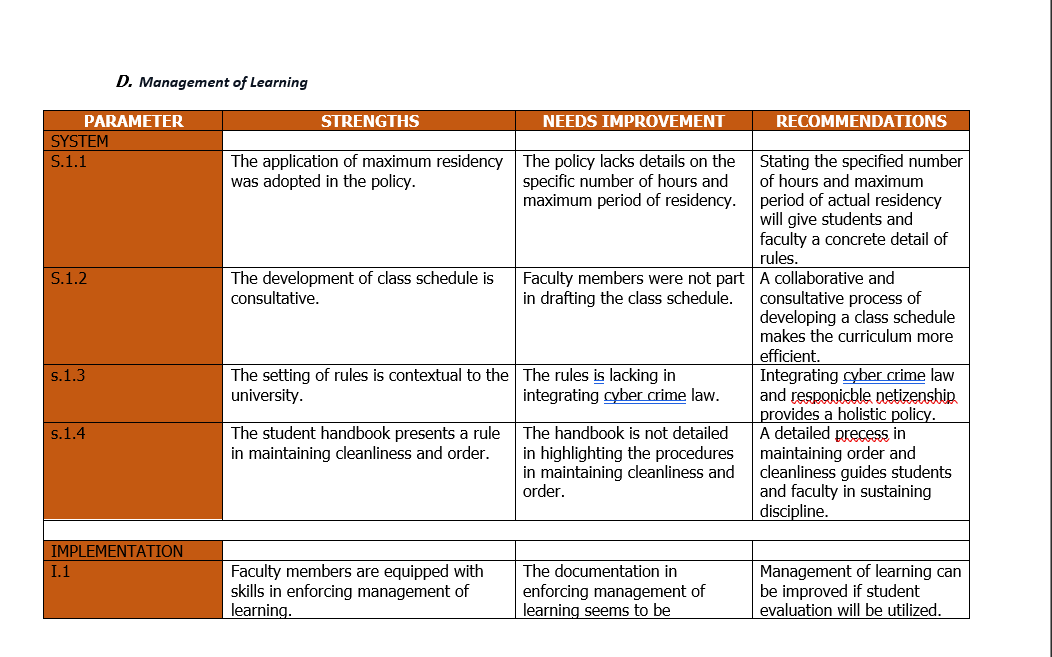 D. Management of Learning
PARAMETER STRENGTHS NEEDS IMPROVEMENT RECOMMENDATIONS
SYSTEM
S.1.1
The application of maximum residency
was adopted in the policy.
The policy lacks details on the
specific number of hours and
maximum period of residency.
Stating the specified number
of hours and maximum
period of actual residency
will give students and
faculty a concrete detail of
rules.
S.1.2
The development of class schedule is
consultative.
Faculty members were not part
in drafting the class schedule.
A collaborative and
consultative process of
developing a class schedule
makes the curriculum more
efficient.
s.1.3
The setting of rules is contextual to the
university.
The rules is lacking in
integrating cyber crime law.
Integrating cyber crime law
and responicble netizenship
provides a holistic policy.
s.1.4
The student handbook presents a rule
in maintaining cleanliness and order.
The handbook is not detailed
in highlighting the procedures
in maintaining cleanliness and
order.
A detailed precess in
maintaining order and
cleanliness guides students
and faculty in sustaining
discipline.
IMPLEMENTATION
I.1
Faculty members are equipped with
skills in enforcing management of
learning.
The documentation in
enforcing management of
learning seems to be
Management of learning can
be improved if student
evaluation will be utilized.